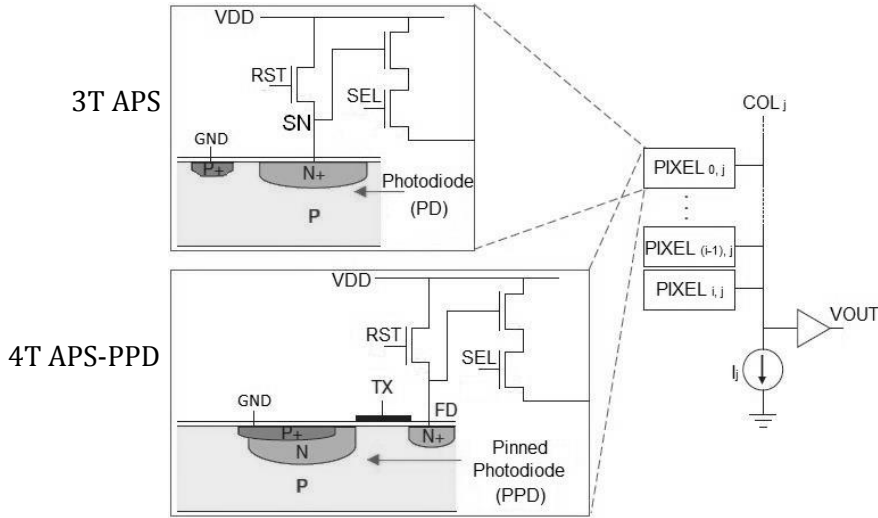 3T APS
VDD
RST
SEL
SN
GND
P+
N+
Photodiode
(PD)
P
4T APS-PPD
VDD
RST
SEL
TX
GND
FD
P+
N+
N
Pinned
Photodiode
(PPD)
P
COL j
PIXEL 0, j
PIXEL (i-1), j
PIXEL i, j
VOUT
Ij